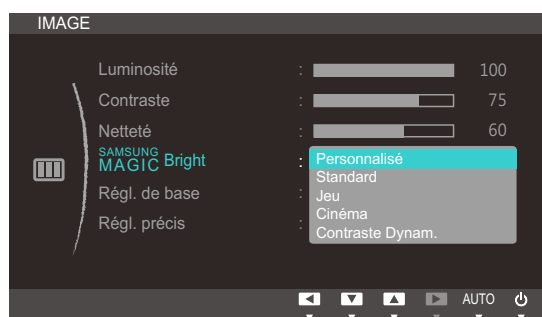 IMAGE
Luminosité : 100
Contraste : 75
Netteté : 60
SAMSUNG
MAGIC Bright : Personnalisé
Standard
Régl. de base : Jeu
Cinéma
Régl. précis : Contraste Dynam.
AUTO